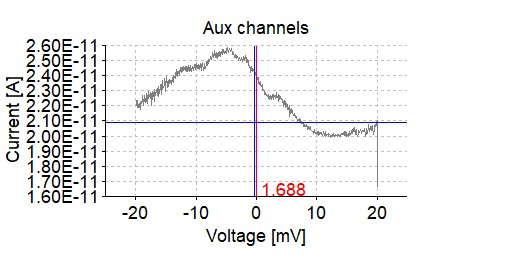 Aux channels
2.60E-11
2.50E-11
2.40E-11
2.30E-11
2.20E-11
2.10E-11
2.00E-11
1.90E-11
1.80E-11
1.70E-11
1.60E-11
Current [A]
1.688
-20 -10 0 10 20
Voltage [mV]